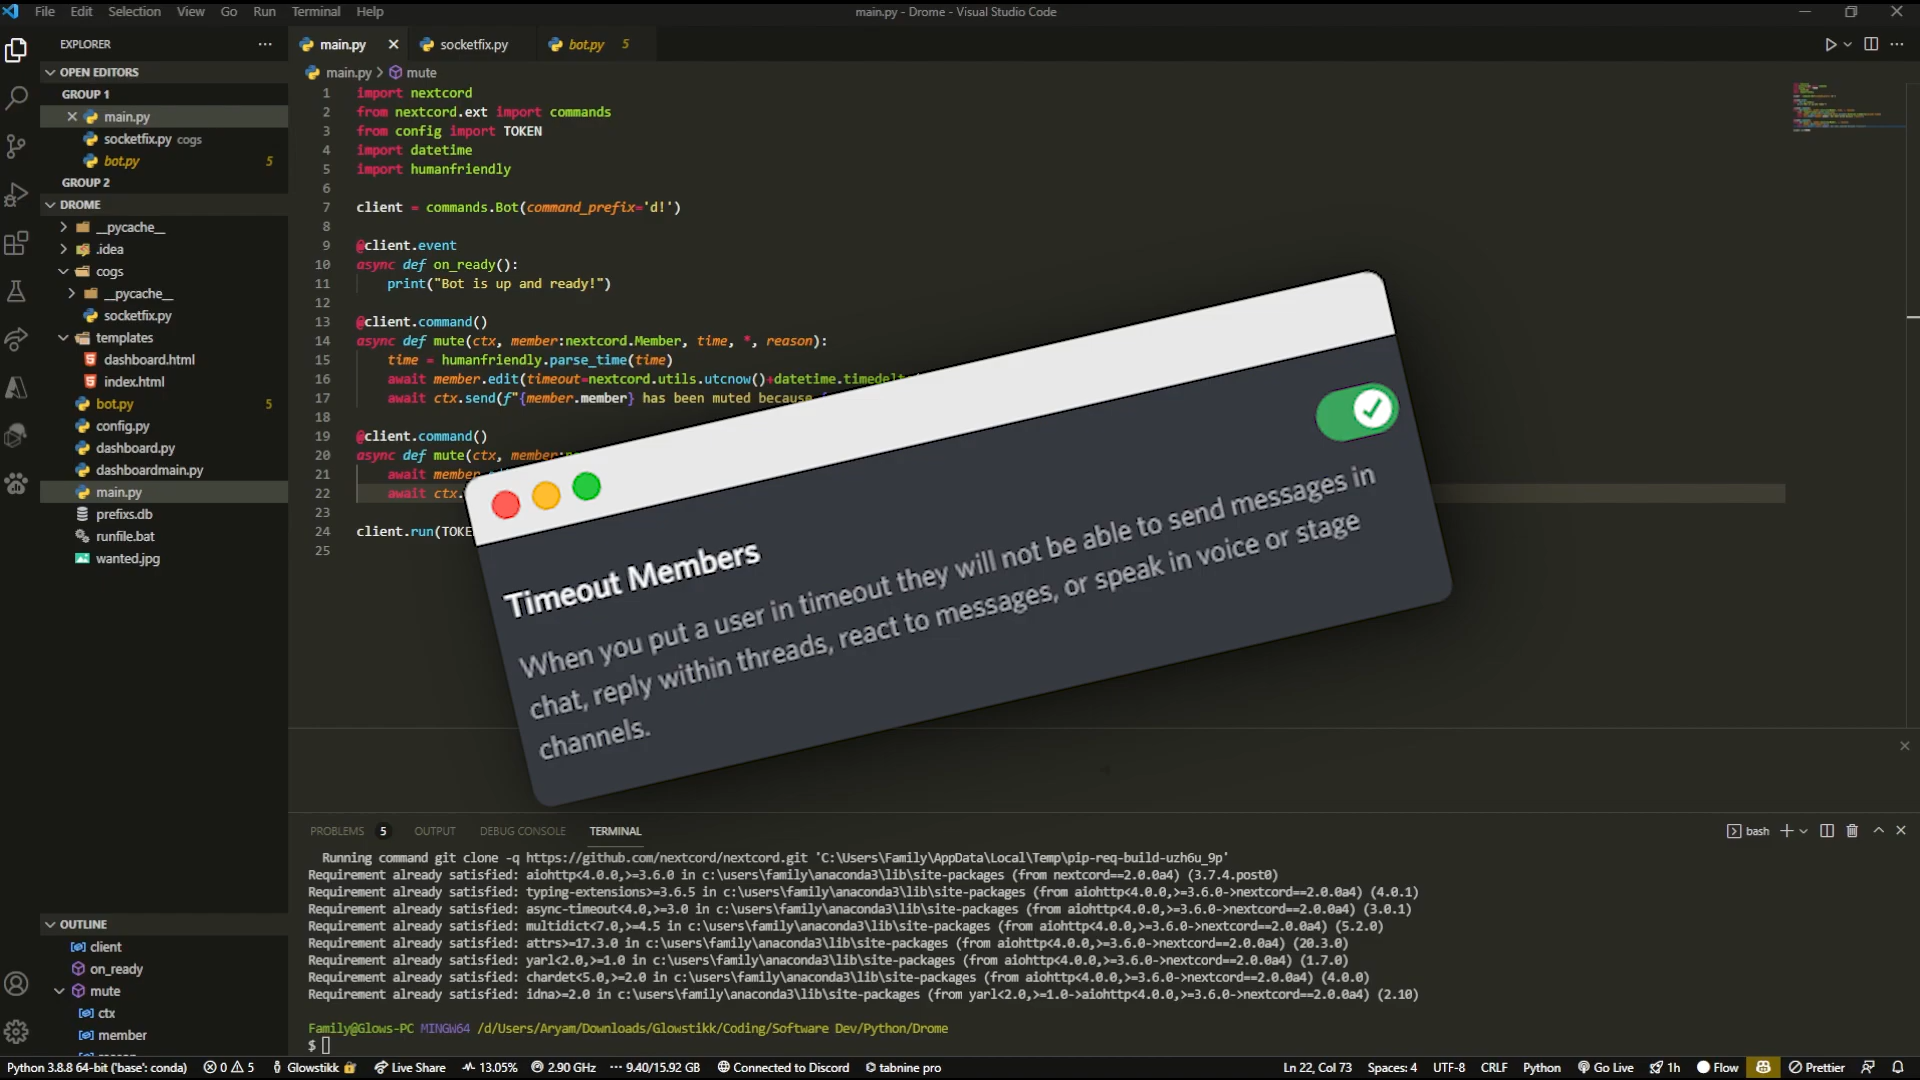 File Edit Selection View Go Run Terminal Help
main.py - Drome - Visual Studio Code
EXPLORER
OPEN EDITORS
GROUP 1
main.py
socketfix.py cogs
bot.py 5
GROUP 2
DROME
__pycache__
.idea
cogs
__pycache__
socketfix.py
templates
dashboard.html
index.html
bot.py 5
config.py
dashboard.py
dashboardmain.py
main.py
prefixs.db
runfile.bat
wanted.jpg
OUTLINE
client
on_ready
mute
ctx
member
main.py socketfix.py bot.py 5
main.py > mute
1 import nextcord
2 from nextcord.ext import commands
3 from config import TOKEN
4 import datetime
5 import humanfriendly
6
7 client = commands.Bot(command_prefix='d!')
8
9 @client.event
10 async def on_ready():
11 print("Bot is up and ready!")
12
13 @client.command()
14 async def mute(ctx, member:nextcord.Member, time, *, reason):
15 time = humanfriendly.parse_time(time)
16 await member.edit(timeout=nextcord.utils.utcnow()+datetime.timedelt
17 await ctx.send(f"{member.member} has been muted because {
18
19 @client.command()
20 async def mute(ctx, member:
21 await member
22 await ctx.
23
24 client.run(TOKE
25
Timeout Members
When you put a user in timeout they will not be able to send messages in
chat, reply within threads, react to messages, or speak in voice or stage
channels.
PROBLEMS 5 OUTPUT DEBUG CONSOLE TERMINAL
bash
Running command git clone -q https://github.com/nextcord/nextcord.git 'C:\Users\Family\AppData\Local\Temp\pip-req-build-uzh6u_9p'
Requirement already satisfied: aiohttp<4.0.0,>=3.6.0 in c:\users\family\anaconda3\lib\site-packages (from nextcord==2.0.0a4) (3.7.4.post0)
Requirement already satisfied: typing-extensions>=3.6.5 in c:\users\family\anaconda3\lib\site-packages (from aiohttp<4.0.0,>=3.6.0->nextcord==2.0.0a4) (4.0.1)
Requirement already satisfied: async-timeout<4.0,>=3.0 in c:\users\family\anaconda3\lib\site-packages (from aiohttp<4.0.0,>=3.6.0->nextcord==2.0.0a4) (3.0.1)
Requirement already satisfied: multidict<7.0,>=4.5 in c:\users\family\anaconda3\lib\site-packages (from aiohttp<4.0.0,>=3.6.0->nextcord==2.0.0a4) (5.2.0)
Requirement already satisfied: attrs>=17.3.0 in c:\users\family\anaconda3\lib\site-packages (from aiohttp<4.0.0,>=3.6.0->nextcord==2.0.0a4) (20.3.0)
Requirement already satisfied: yarl<2.0,>=1.0 in c:\users\family\anaconda3\lib\site-packages (from aiohttp<4.0.0,>=3.6.0->nextcord==2.0.0a4) (1.7.0)
Requirement already satisfied: chardet<5.0,>=2.0 in c:\users\family\anaconda3\lib\site-packages (from aiohttp<4.0.0,>=3.6.0->nextcord==2.0.0a4) (4.0.0)
Requirement already satisfied: idna>=2.0 in c:\users\family\anaconda3\lib\site-packages (from yarl<2.0,>=1.0->aiohttp<4.0.0,>=3.6.0->nextcord==2.0.0a4) (2.10)
Family@Glows-PC MINGW64 /d/Users/Aryam/Downloads/Glowstikk/Coding/Software Dev/Python/Drome
$
Python 3.8.8 64-bit ('base': conda) 0 5 Glowstikk Live Share 13.05% 2.90 GHz 9.40/15.92 GB Connected to Discord tabnine pro Ln 22, Col 73 Spaces: 4 UTF-8 CRLF Python Go Live 1h Flow Prettier